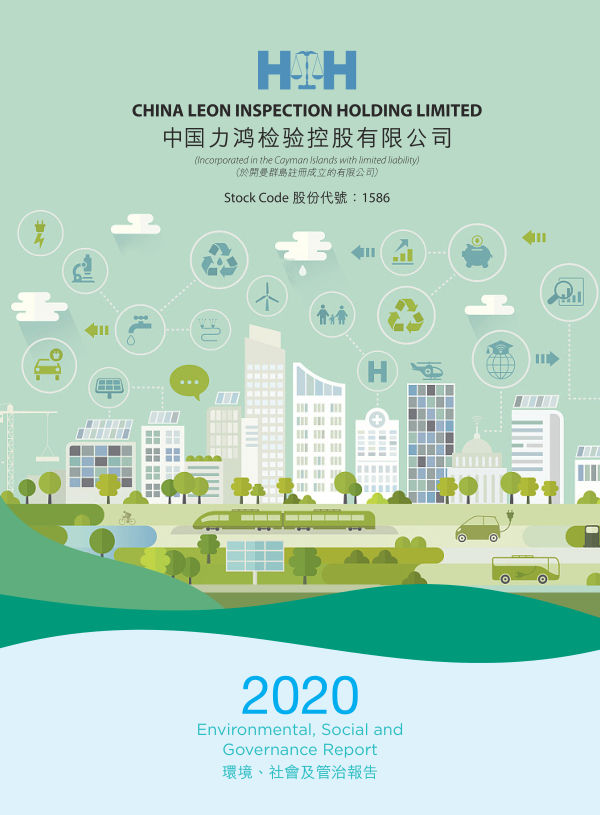 CHINA LEON INSPECTION HOLDING LIMITED
中国力鸿检验控股有限公司
(Incorporated in the Cayman Islands with limited liability)
(於開曼群島註冊成立的有限公司)
Stock Code 股份代號：1586
H
2020
Environmental, Social and
Governance Report
環境、社會及管治報告